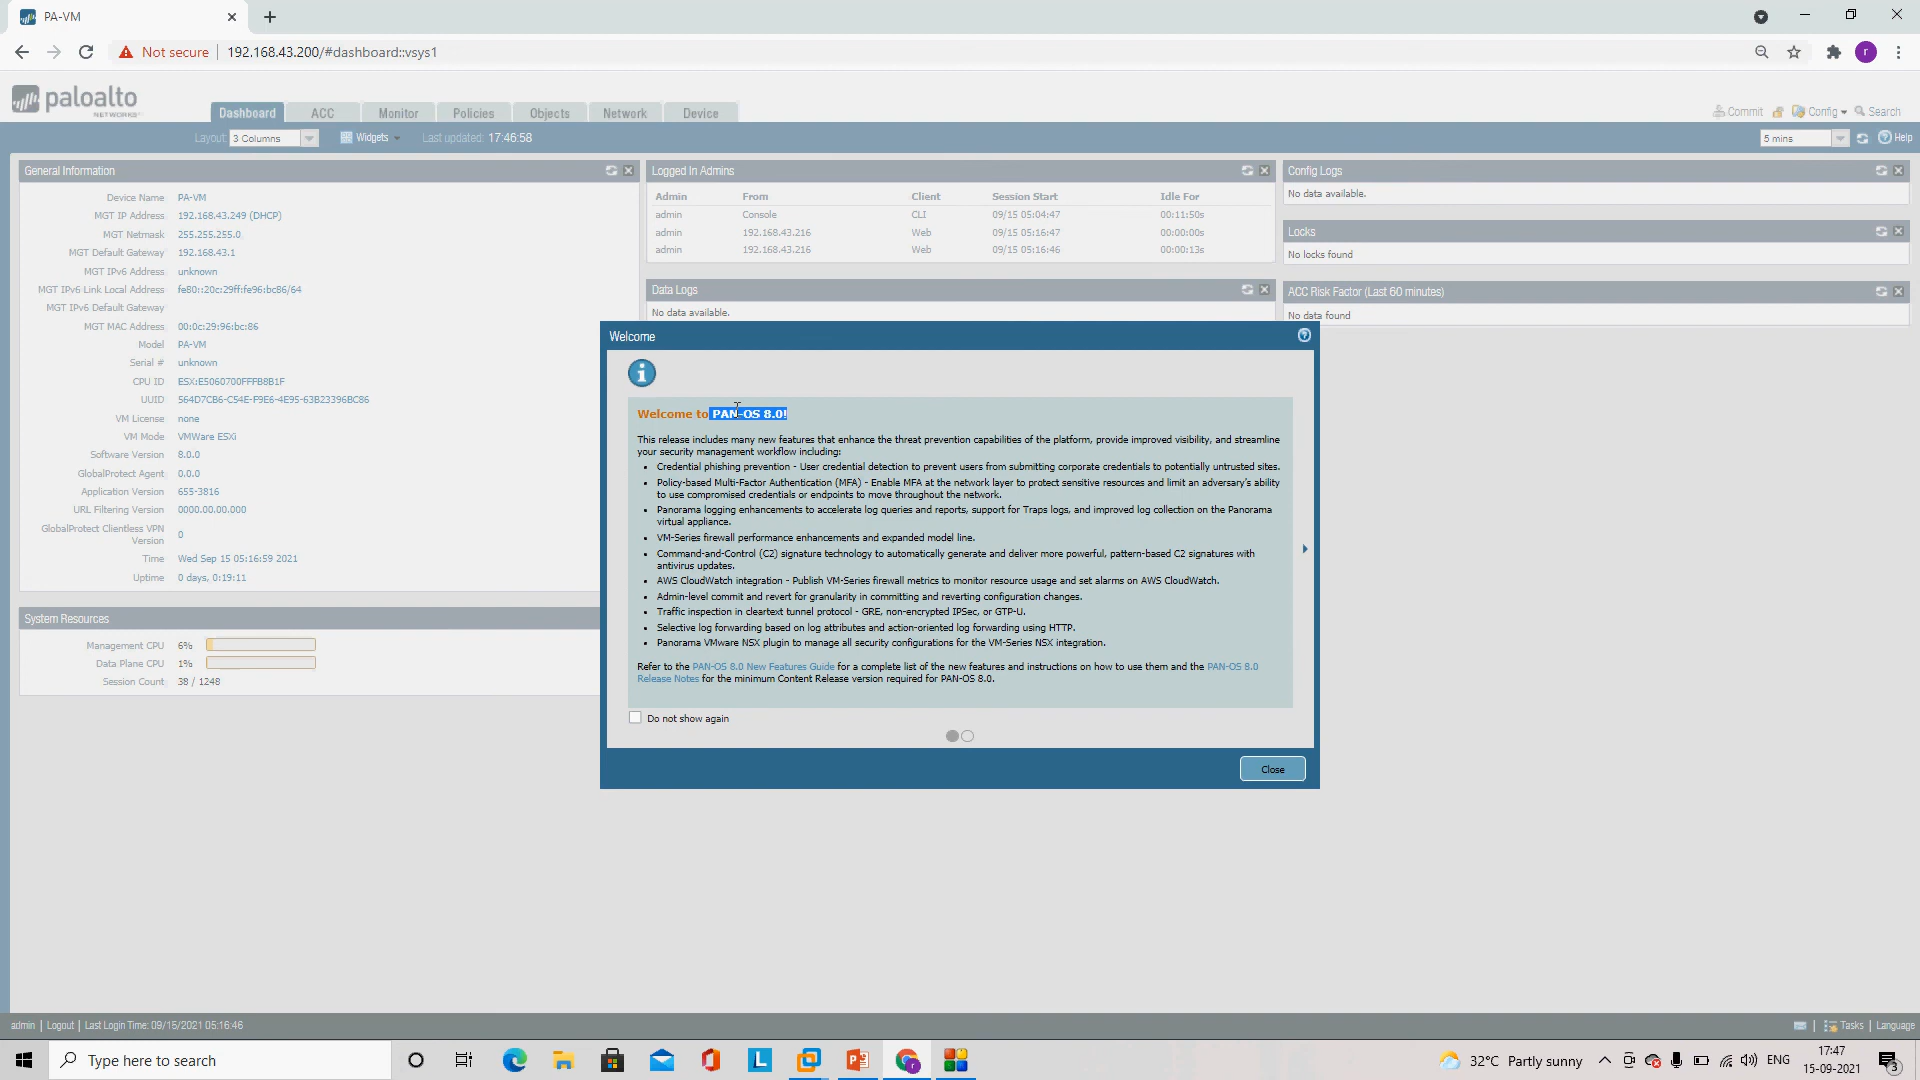 PA-VM
Not secure
192.168.43.200/#dashboard::vsys1
r
paloalto
NETWORKS
Dashboard
ACC
Monitor
Policies
Objects
Network
Device
Commit
Config
Search
Layout
3 Columns
Widgets
Last updated:
17:46:58
5 mins
Help
General Information
Device Name PA-VM
MGT IP Address 192.168.43.249 (DHCP)
MGT Netmask 255.255.255.0
MGT Default Gateway 192.168.43.1
MGT IPv6 Address unknown
MGT IPv6 Link Local Address fe80::20c:29ff:fe96:bc86/64
MGT IPv6 Default Gateway
MGT MAC Address 00:0c:29:96:bc:86
Model PA-VM
Serial # unknown
CPU ID ESX:E5060700FFFB8B1F
UUID 564D7CB6-C54E-F9E6-4E95-63B23396BC86
VM License none
VM Mode VMWare ESXi
Software Version 8.0.0
GlobalProtect Agent 0.0.0
Application Version 655-3816
URL Filtering Version 0000.00.00.000
GlobalProtect Clientless VPN
Version 0
Time Wed Sep 15 05:16:59 2021
Uptime 0 days, 0:19:11
System Resources
Management CPU 6%
Data Plane CPU 1%
Session Count 38 / 1248
Logged In Admins
Admin From Client Session Start Idle For
admin Console CLI 09/15 05:04:47 00:11:50s
admin 192.168.43.216 Web 09/15 05:16:47 00:00:00s
admin 192.168.43.216 Web 09/15 05:16:46 00:00:13s
Data Logs
No data available.
Config Logs
No data available.
Locks
No locks found
ACC Risk Factor (Last 60 minutes)
No data found
Welcome
Welcome to PAN-OS 8.0!
This release includes many new features that enhance the threat prevention capabilities of the platform, provide improved visibility, and streamline
your security management workflow including:
• Credential phishing prevention - User credential detection to prevent users from submitting corporate credentials to potentially untrusted sites.
• Policy-based Multi-Factor Authentication (MFA) - Enable MFA at the network layer to protect sensitive resources and limit an adversary's ability
to use compromised credentials or endpoints to move throughout the network.
• Panorama logging enhancements to accelerate log queries and reports, support for Traps logs, and improved log collection on the Panorama
virtual appliance.
• VM-Series firewall performance enhancements and expanded model line.
• Command-and-Control (C2) signature technology to automatically generate and deliver more powerful, pattern-based C2 signatures with
antivirus updates.
• AWS CloudWatch integration - Publish VM-Series firewall metrics to monitor resource usage and set alarms on AWS CloudWatch.
• Admin-level commit and revert for granularity in committing and reverting configuration changes.
• Traffic inspection in cleartext tunnel protocol - GRE, non-encrypted IPSec, or GTP-U.
• Selective log forwarding based on log attributes and action-oriented log forwarding using HTTP.
• Panorama VMware NSX plugin to manage all security configurations for the VM-Series NSX integration.
Refer to the PAN-OS 8.0 New Features Guide for a complete list of the new features and instructions on how to use them and the PAN-OS 8.0
Release Notes for the minimum Content Release version required for PAN-OS 8.0.
Do not show again
Close
admin | Logout | Last Login Time: 09/15/2021 05:16:46
Tasks | Language
Type here to search
L
32°C Partly sunny
ENG
17:47
15-09-2021
3